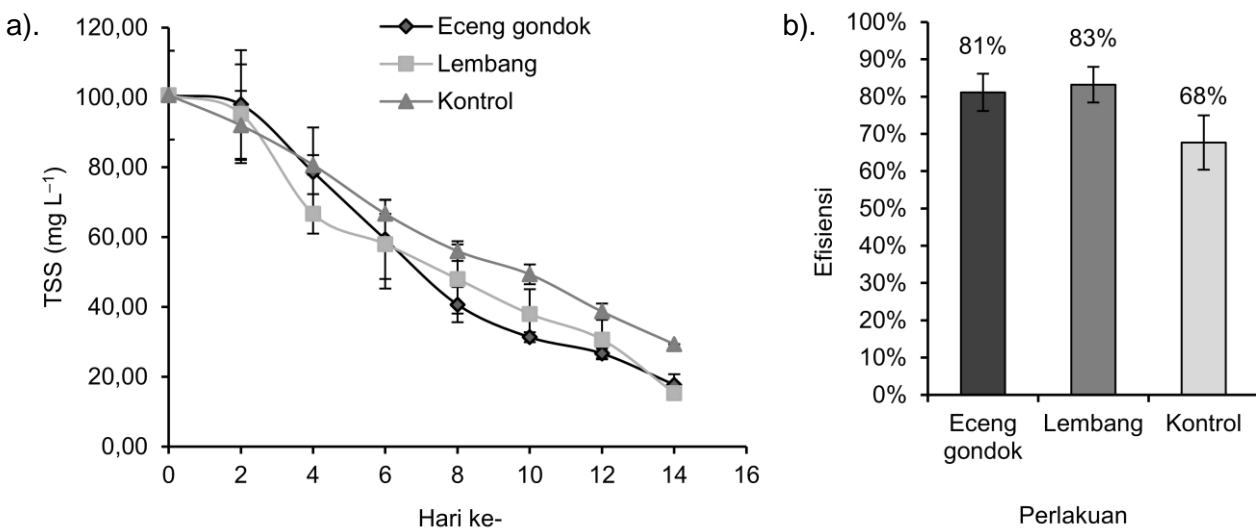 a).
120,00
100,00
80,00
60,00
40,00
20,00
0,00
TSS (mg L⁻¹)
0 2 4 6 8 10 12 14 16
Hari ke-
Eceng gondok
Lembang
Kontrol
b).
100%
90%
80%
70%
60%
50%
40%
30%
20%
10%
0%
Efisiensi
81%
83%
68%
Eceng
gondok
Lembang
Kontrol
Perlakuan